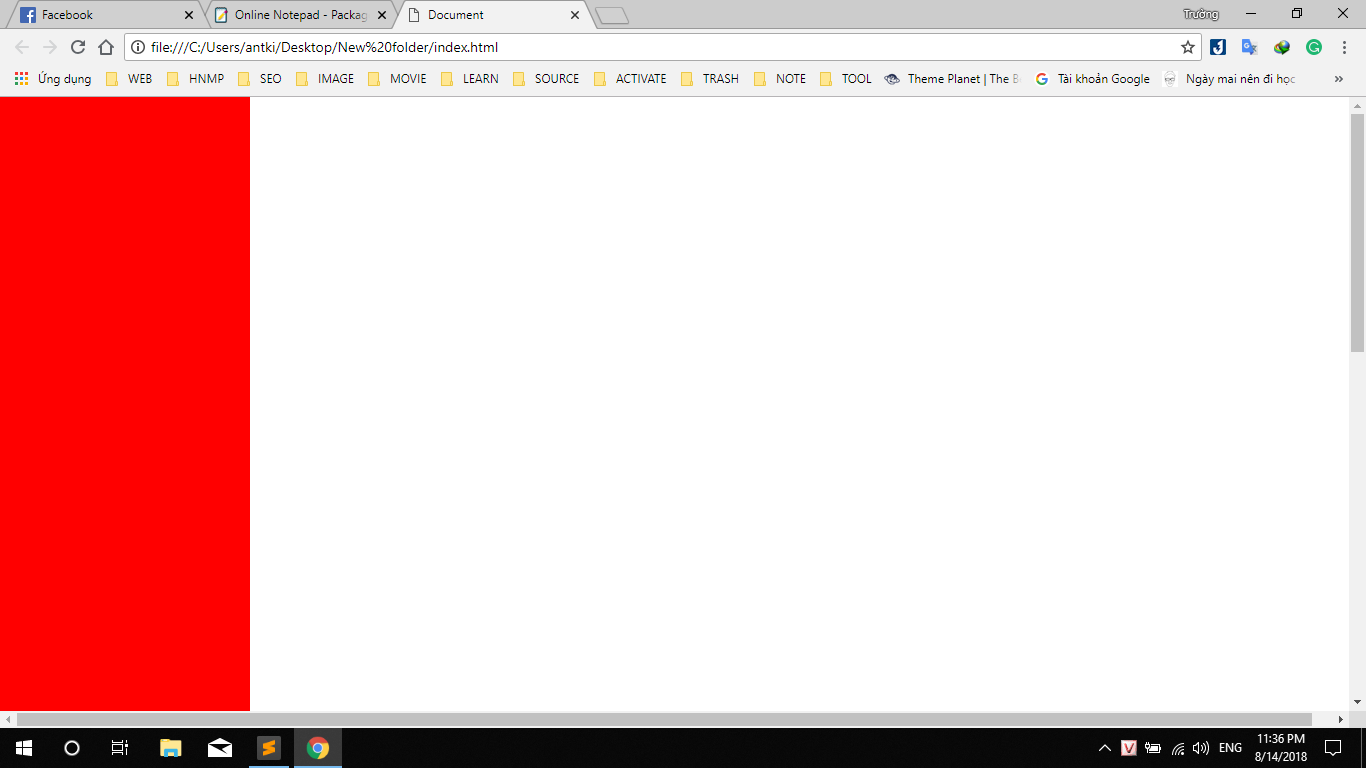 Facebook
Online Notepad - Packag
Document
Trưởng
file:///C:/Users/antki/Desktop/New%20folder/index.html
Ứng dụng WEB HNMP SEO IMAGE MOVIE LEARN SOURCE ACTIVATE TRASH NOTE TOOL Theme Planet | The B Tài khoản Google Ngày mai nên đi học
ENG
11:36 PM
8/14/2018